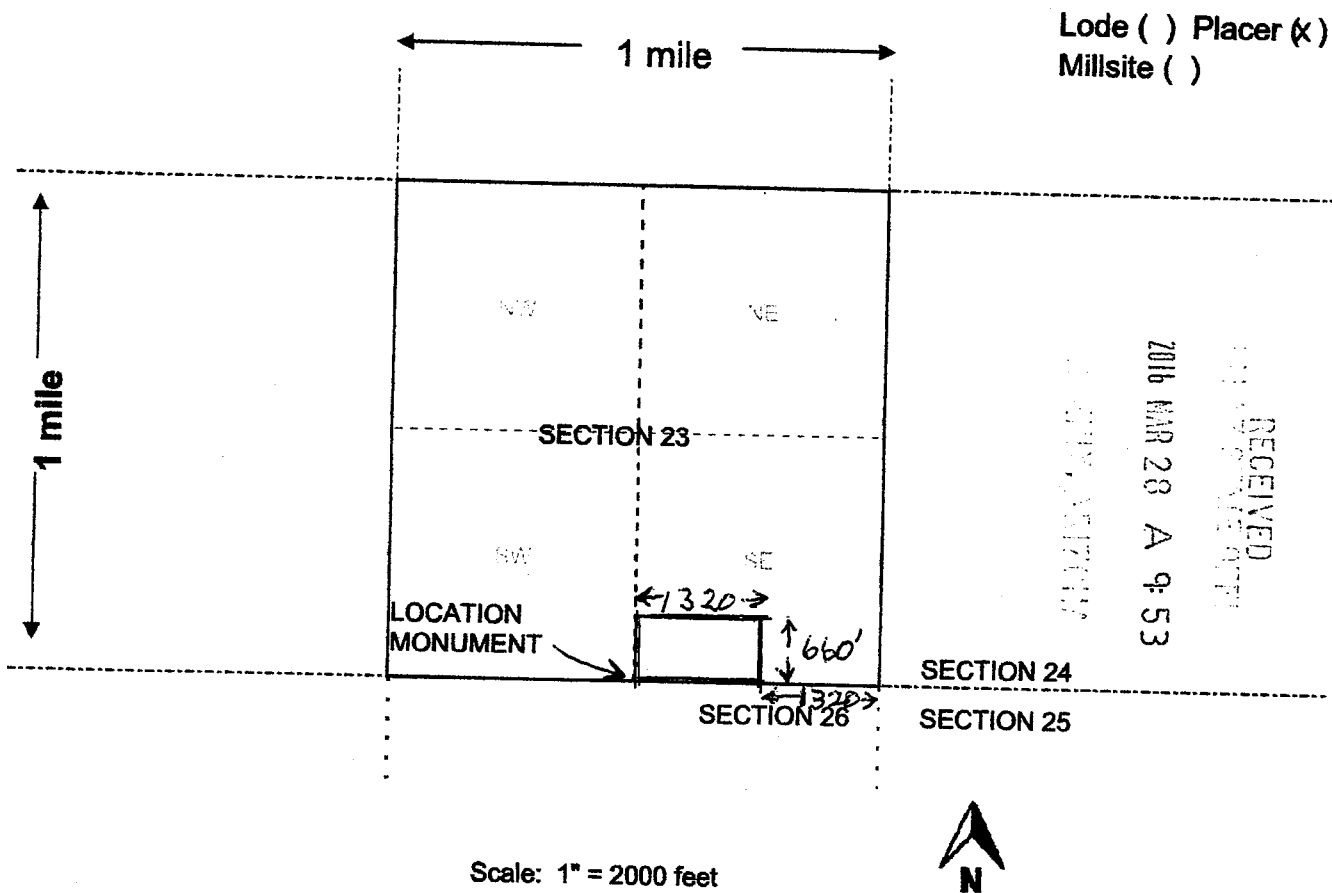 Lode ( ) Placer (x)
Millsite ( )
1 mile
1 mile
NW
NE
SECTION 23
SW
SE
1320
LOCATION
MONUMENT
660'
1320
SECTION 24
SECTION 26
SECTION 25
RECEIVED
2016 MAR 28 A 9:53
Scale: 1" = 2000 feet
N